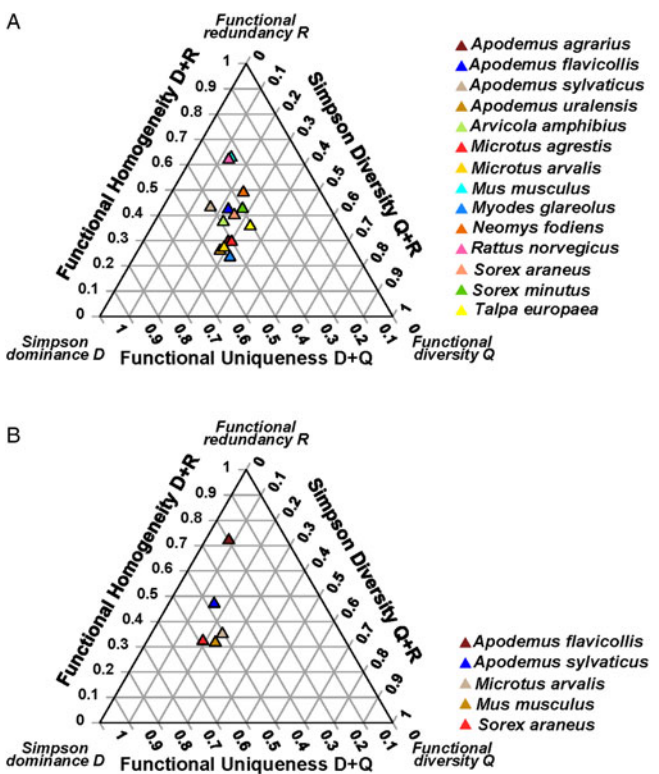 A
Functional
redundancy R
Functional Homogeneity D+R
Simpson Diversity Q+R
1
0.9
0.8
0.7
0.6
0.5
0.4
0.3
0.2
0.1
0
0
0.1
0.2
0.3
0.4
0.5
0.6
0.7
0.8
0.9
1
1
0.9
0.8
0.7
0.6
0.5
0.4
0.3
0.2
0.1
0
Simpson
dominance D
Functional Uniqueness D+Q
Functional
diversity Q
Apodemus agrarius
Apodemus flavicollis
Apodemus sylvaticus
Apodemus uralensis
Arvicola amphibius
Microtus agrestis
Microtus arvalis
Mus musculus
Myodes glareolus
Neomys fodiens
Rattus norvegicus
Sorex araneus
Sorex minutus
Talpa europaea
B
Functional
redundancy R
Functional Homogeneity D+R
Simpson Diversity Q+R
1
0.9
0.8
0.7
0.6
0.5
0.4
0.3
0.2
0.1
0
0
0.1
0.2
0.3
0.4
0.5
0.6
0.7
0.8
0.9
1
1
0.9
0.8
0.7
0.6
0.5
0.4
0.3
0.2
0.1
0
Simpson
dominance D
Functional Uniqueness D+Q
Functional
diversity Q
Apodemus flavicollis
Apodemus sylvaticus
Microtus arvalis
Mus musculus
Sorex araneus